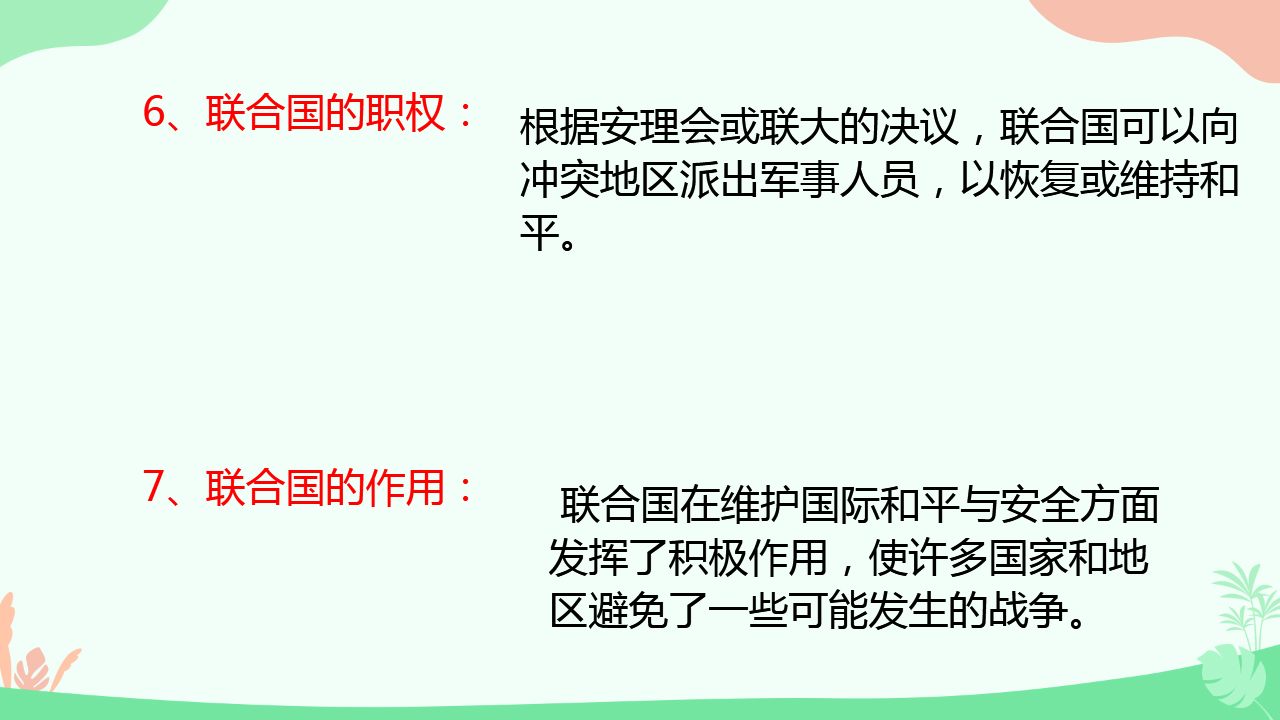 6、联合国的职权：
根据安理会或联大的决议，联合国可以向
冲突地区派出军事人员，以恢复或维持和
平。
7、联合国的作用：
联合国在维护国际和平与安全方面
发挥了积极作用，使许多国家和地
区避免了一些可能发生的战争。